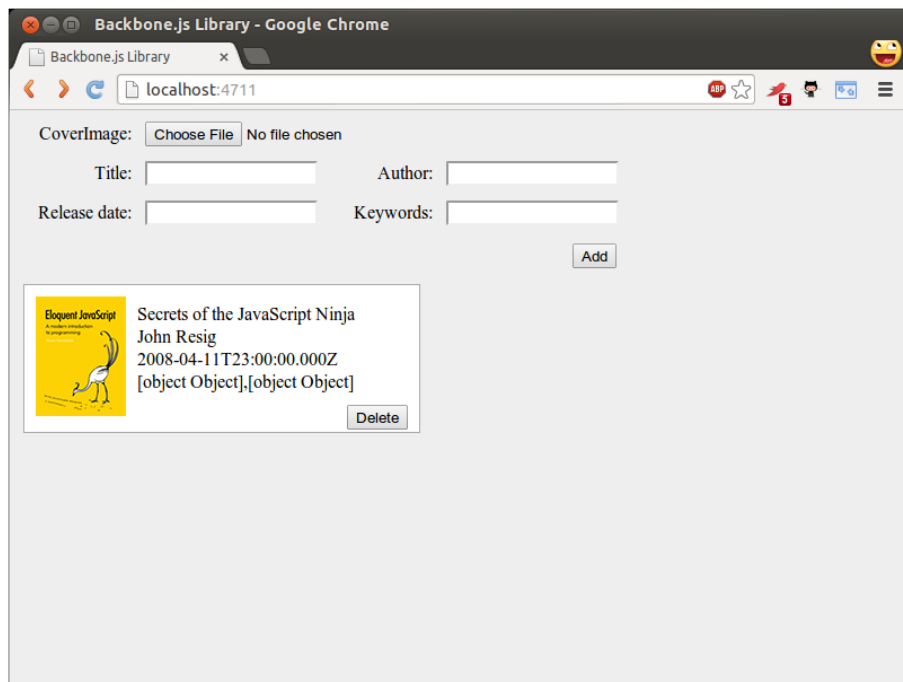 Backbone.js Library - Google Chrome
Backbone.js Library
localhost:4711
ABP
5
CoverImage: Choose File No file chosen
Title: Author:
Release date: Keywords:
Add
Eloquent JavaScript
A modern introduction
to programming
Secrets of the JavaScript Ninja
John Resig
2008-04-11T23:00:00.000Z
[object Object],[object Object]
Delete